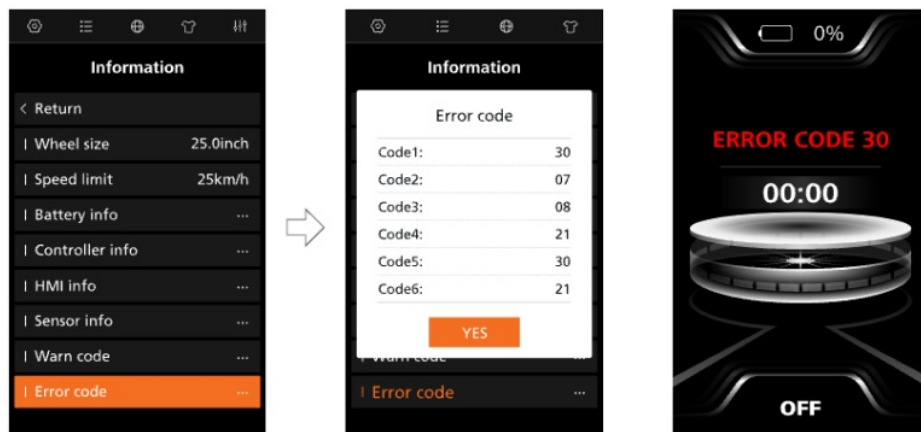 Information
< Return
Wheel size 25.0inch
Speed limit 25km/h
Battery info ...
Controller info ...
HMI info ...
Sensor info ...
Warn code ...
Error code ...
Information
Error code
Code1: 30
Code2: 07
Code3: 08
Code4: 21
Code5: 30
Code6: 21
YES
Warn code ...
Error code ...
0%
ERROR CODE 30
00:00
OFF